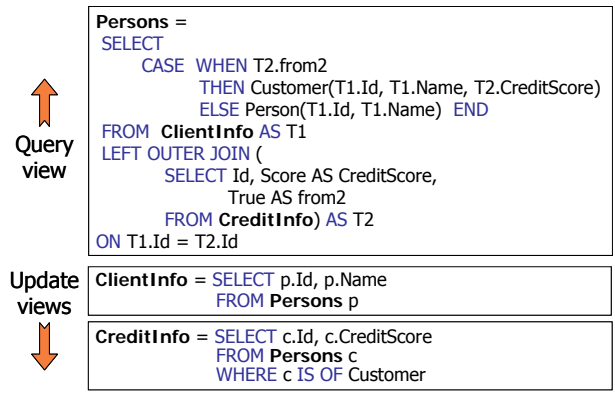 Persons =
SELECT
CASE WHEN T2.from2
THEN Customer(T1.Id, T1.Name, T2.CreditScore)
ELSE Person(T1.Id, T1.Name) END
FROM ClientInfo AS T1
LEFT OUTER JOIN (
SELECT Id, Score AS CreditScore,
True AS from2
FROM CreditInfo) AS T2
ON T1.Id = T2.Id
Query
view
Update
views
ClientInfo = SELECT p.Id, p.Name
FROM Persons p
CreditInfo = SELECT c.Id, c.CreditScore
FROM Persons c
WHERE c IS OF Customer